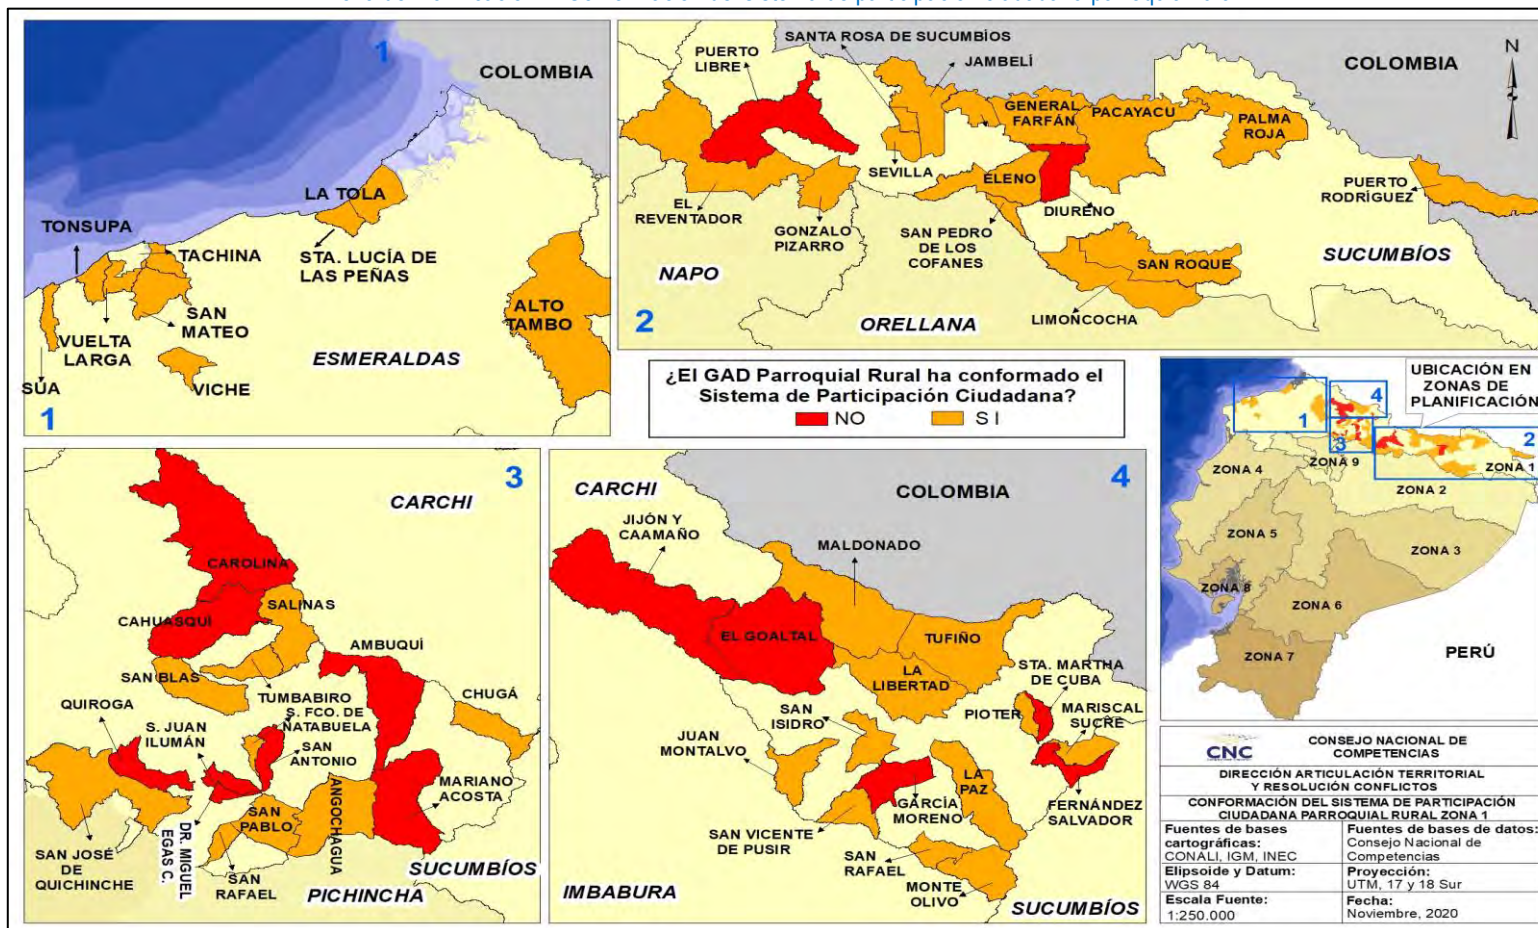 1
COLOMBIA
LA TOLA
TONSUPA
TACHINA
STA. LUCÍA DE
LAS PEÑAS
SAN
MATEO
ALTO
TAMBO
VUELTA
LARGA
ESMERALDAS
SÚA
VICHE
1
SANTA ROSA DE SUCUMBÍOS
PUERTO
LIBRE
JAMBELÍ
COLOMBIA
N
GENERAL
FARFÁN
PACAYACU
PALMA
ROJA
SEVILLA
ELENO
PUERTO
RODRÍGUEZ
EL
REVENTADOR
DIURENO
GONZALO
PIZARRO
SAN PEDRO
DE LOS
COFANES
SAN ROQUE
SUCUMBÍOS
NAPO
2
ORELLANA
LIMONCOCHA
¿El GAD Parroquial Rural ha conformado el
Sistema de Participación Ciudadana?
NO
SI
UBICACIÓN EN
ZONAS DE
PLANIFICACIÓN
4
1
3
2
ZONA 4
ZONA 9
ZONA 1
ZONA 2
ZONA 5
ZONA 3
ZONA 8
ZONA 6
ZONA 7
PERÚ
3
CARCHI
CAROLINA
SALINAS
CAHUASQUÍ
AMBUQUÍ
SAN BLAS
TUMBABIRO
CHUGÁ
QUIROGA
S. FCO. DE
NATABUELA
S. JUAN
ILUMÁN
SAN
ANTONIO
MARIANO
ACOSTA
ANGOCHAGUA
SAN
PABLO
DR. MIGUEL
EGAS C.
SAN JOSÉ
DE
QUICHINCHE
SAN
RAFAEL
SUCUMBÍOS
PICHINCHA
CARCHI
4
COLOMBIA
JIJÓN Y
CAAMAÑO
MALDONADO
EL GOALTAL
TUFIÑO
LA
LIBERTAD
STA. MARTHA
DE CUBA
SAN
ISIDRO
PIOTER
MARISCAL
SUCRE
JUAN
MONTALVO
LA
PAZ
GARCÍA
MORENO
FERNÁNDEZ
SALVADOR
SAN VICENTE
DE PUSIR
SAN
RAFAEL
MONTE
OLIVO
IMBABURA
SUCUMBÍOS
CNC
CONSEJO NACIONAL DE
COMPETENCIAS
DIRECCIÓN ARTICULACIÓN TERRITORIAL
Y RESOLUCIÓN CONFLICTOS
CONFORMACIÓN DEL SISTEMA DE PARTICIPACIÓN
CIUDADANA PARROQUIAL RURAL ZONA 1
Fuentes de bases
cartográficas:
CONALI, IGM, INEC
Fuentes de bases de datos:
Consejo Nacional de
Competencias
Elipsoide y Datum:
WGS 84
Proyección:
UTM, 17 y 18 Sur
Escala Fuente:
1:250.000
Fecha:
Noviembre, 2020